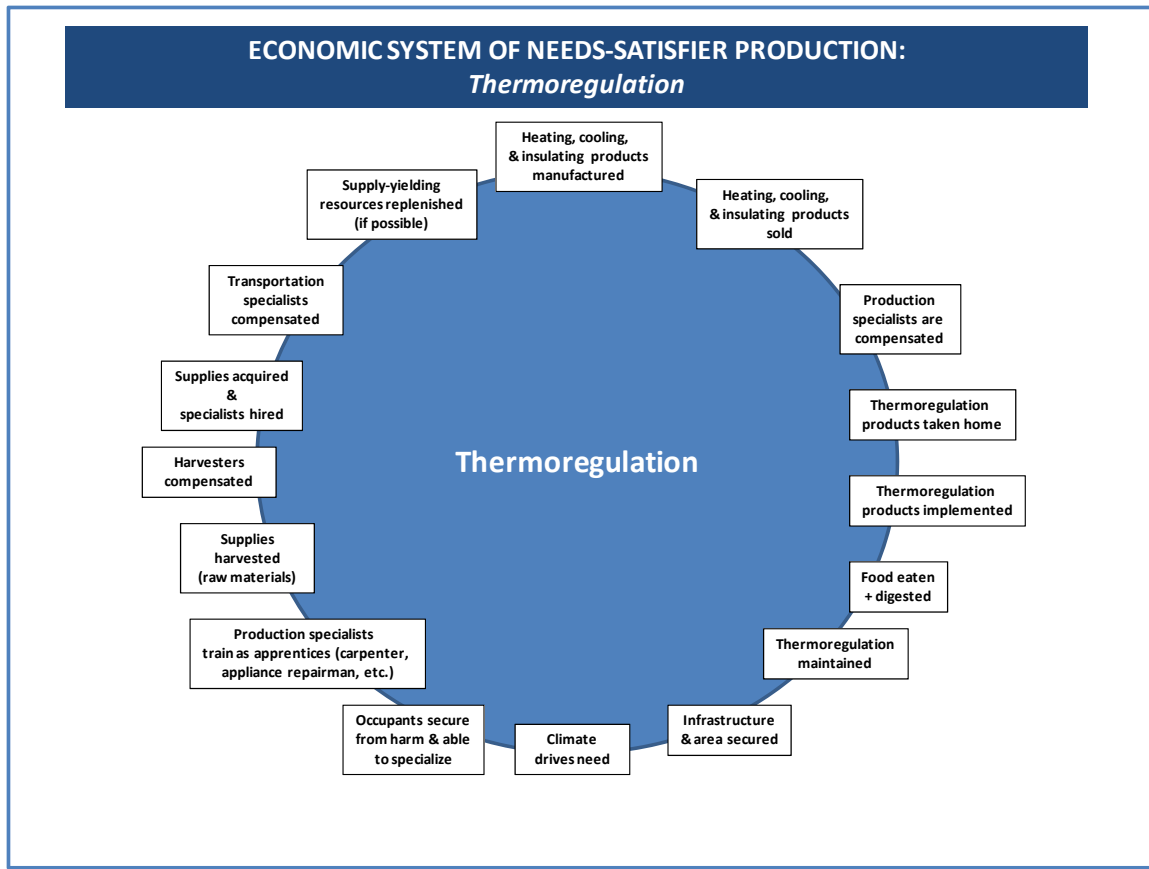 ECONOMIC SYSTEM OF NEEDS-SATISFIER PRODUCTION:
Thermoregulation
Heating, cooling,
& insulating products
manufactured
Heating, cooling,
& insulating products
sold
Production
specialists are
compensated
Thermoregulation
products taken home
Thermoregulation
products implemented
Food eaten
+ digested
Thermoregulation
maintained
Infrastructure
& area secured
Climate
drives need
Occupants secure
from harm & able
to specialize
Production specialists
train as apprentices (carpenter,
appliance repairman, etc.)
Supplies
harvested
(raw materials)
Harvesters
compensated
Supplies acquired
&
specialists hired
Transportation
specialists
compensated
Supply-yielding
resources replenished
(if possible)
Thermoregulation